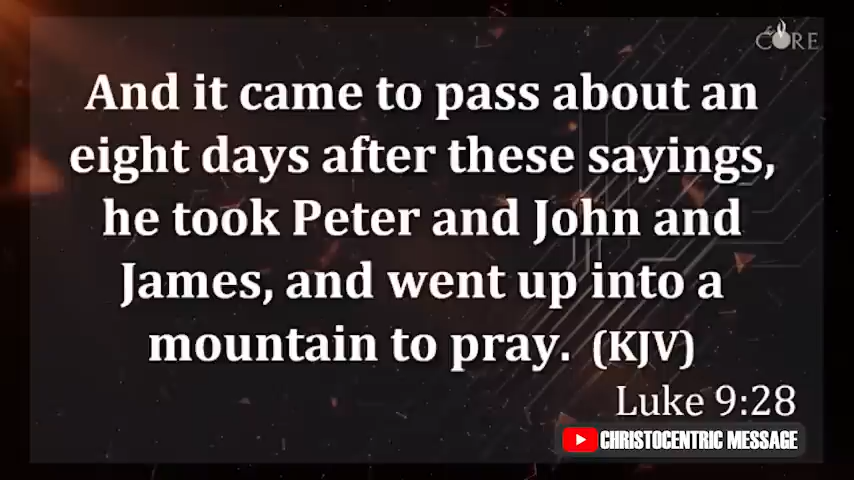 CORE
And it came to pass about an
eight days after these sayings,
he took Peter and John and
James, and went up into a
mountain to pray. (KJV)
Luke 9:28
CHRISTOCENTRIC MESSAGE